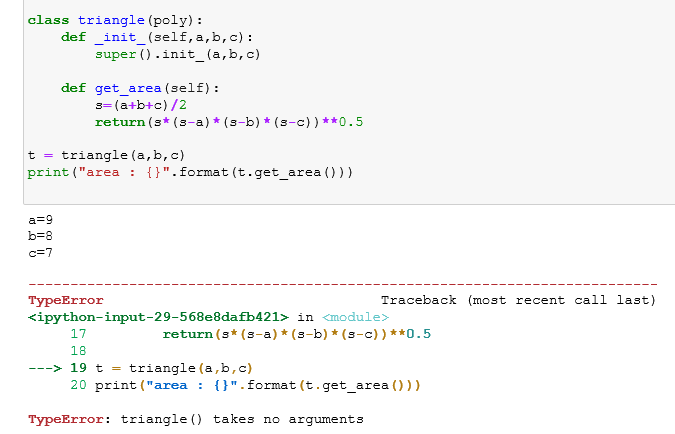 class triangle(poly):
    def _init_(self,a,b,c):
        super().init_(a,b,c)
    def get_area(self):
        s=(a+b+c)/2
        return(s*(s-a)*(s-b)*(s-c))**0.5
t = triangle(a,b,c)
print("area : {}".format(t.get_area()))
a=9
b=8
c=7
---------------------------------------------------------------------------
TypeError                                 Traceback (most recent call last)
<ipython-input-29-568e8dafb421> in <module>
     17         return(s*(s-a)*(s-b)*(s-c))**0.5
     18
---> 19 t = triangle(a,b,c)
     20 print("area : {}".format(t.get_area()))
TypeError: triangle() takes no arguments